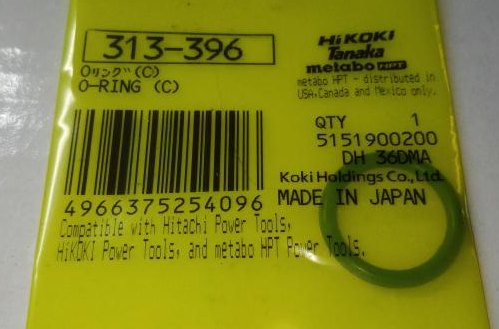 313-396
Oリング(C)
O-RING (C)
HiKOKI
Tanaka
metabo HPT
metabo HPT - distributed in
USA,Canada and Mexico only.
QTY 1
5151900200
DH 36DMA
Koki Holdings Co.,Ltd.
MADE IN JAPAN
4966375254096
Compatible with Hitachi Power Tools,
HiKOKI Power Tools, and metabo HPT Power Tools.